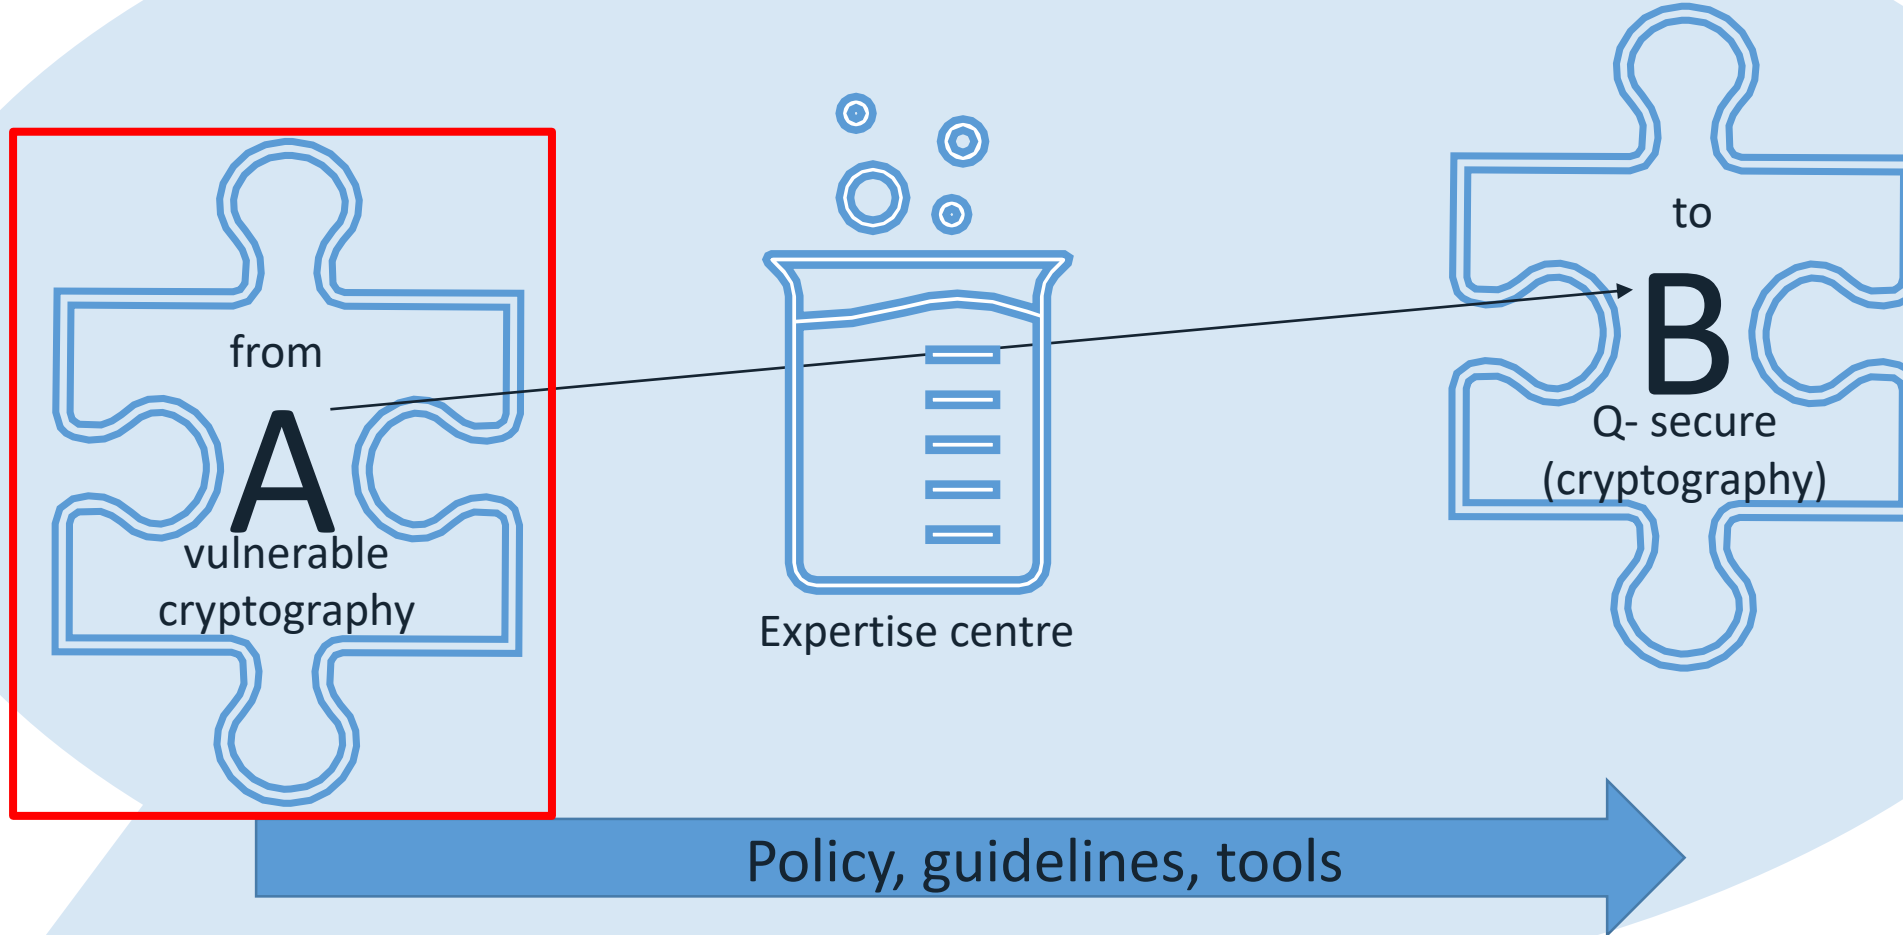 from
A
vulnerable
cryptography
Expertise centre
to
B
Q- secure
(cryptography)
Policy, guidelines, tools